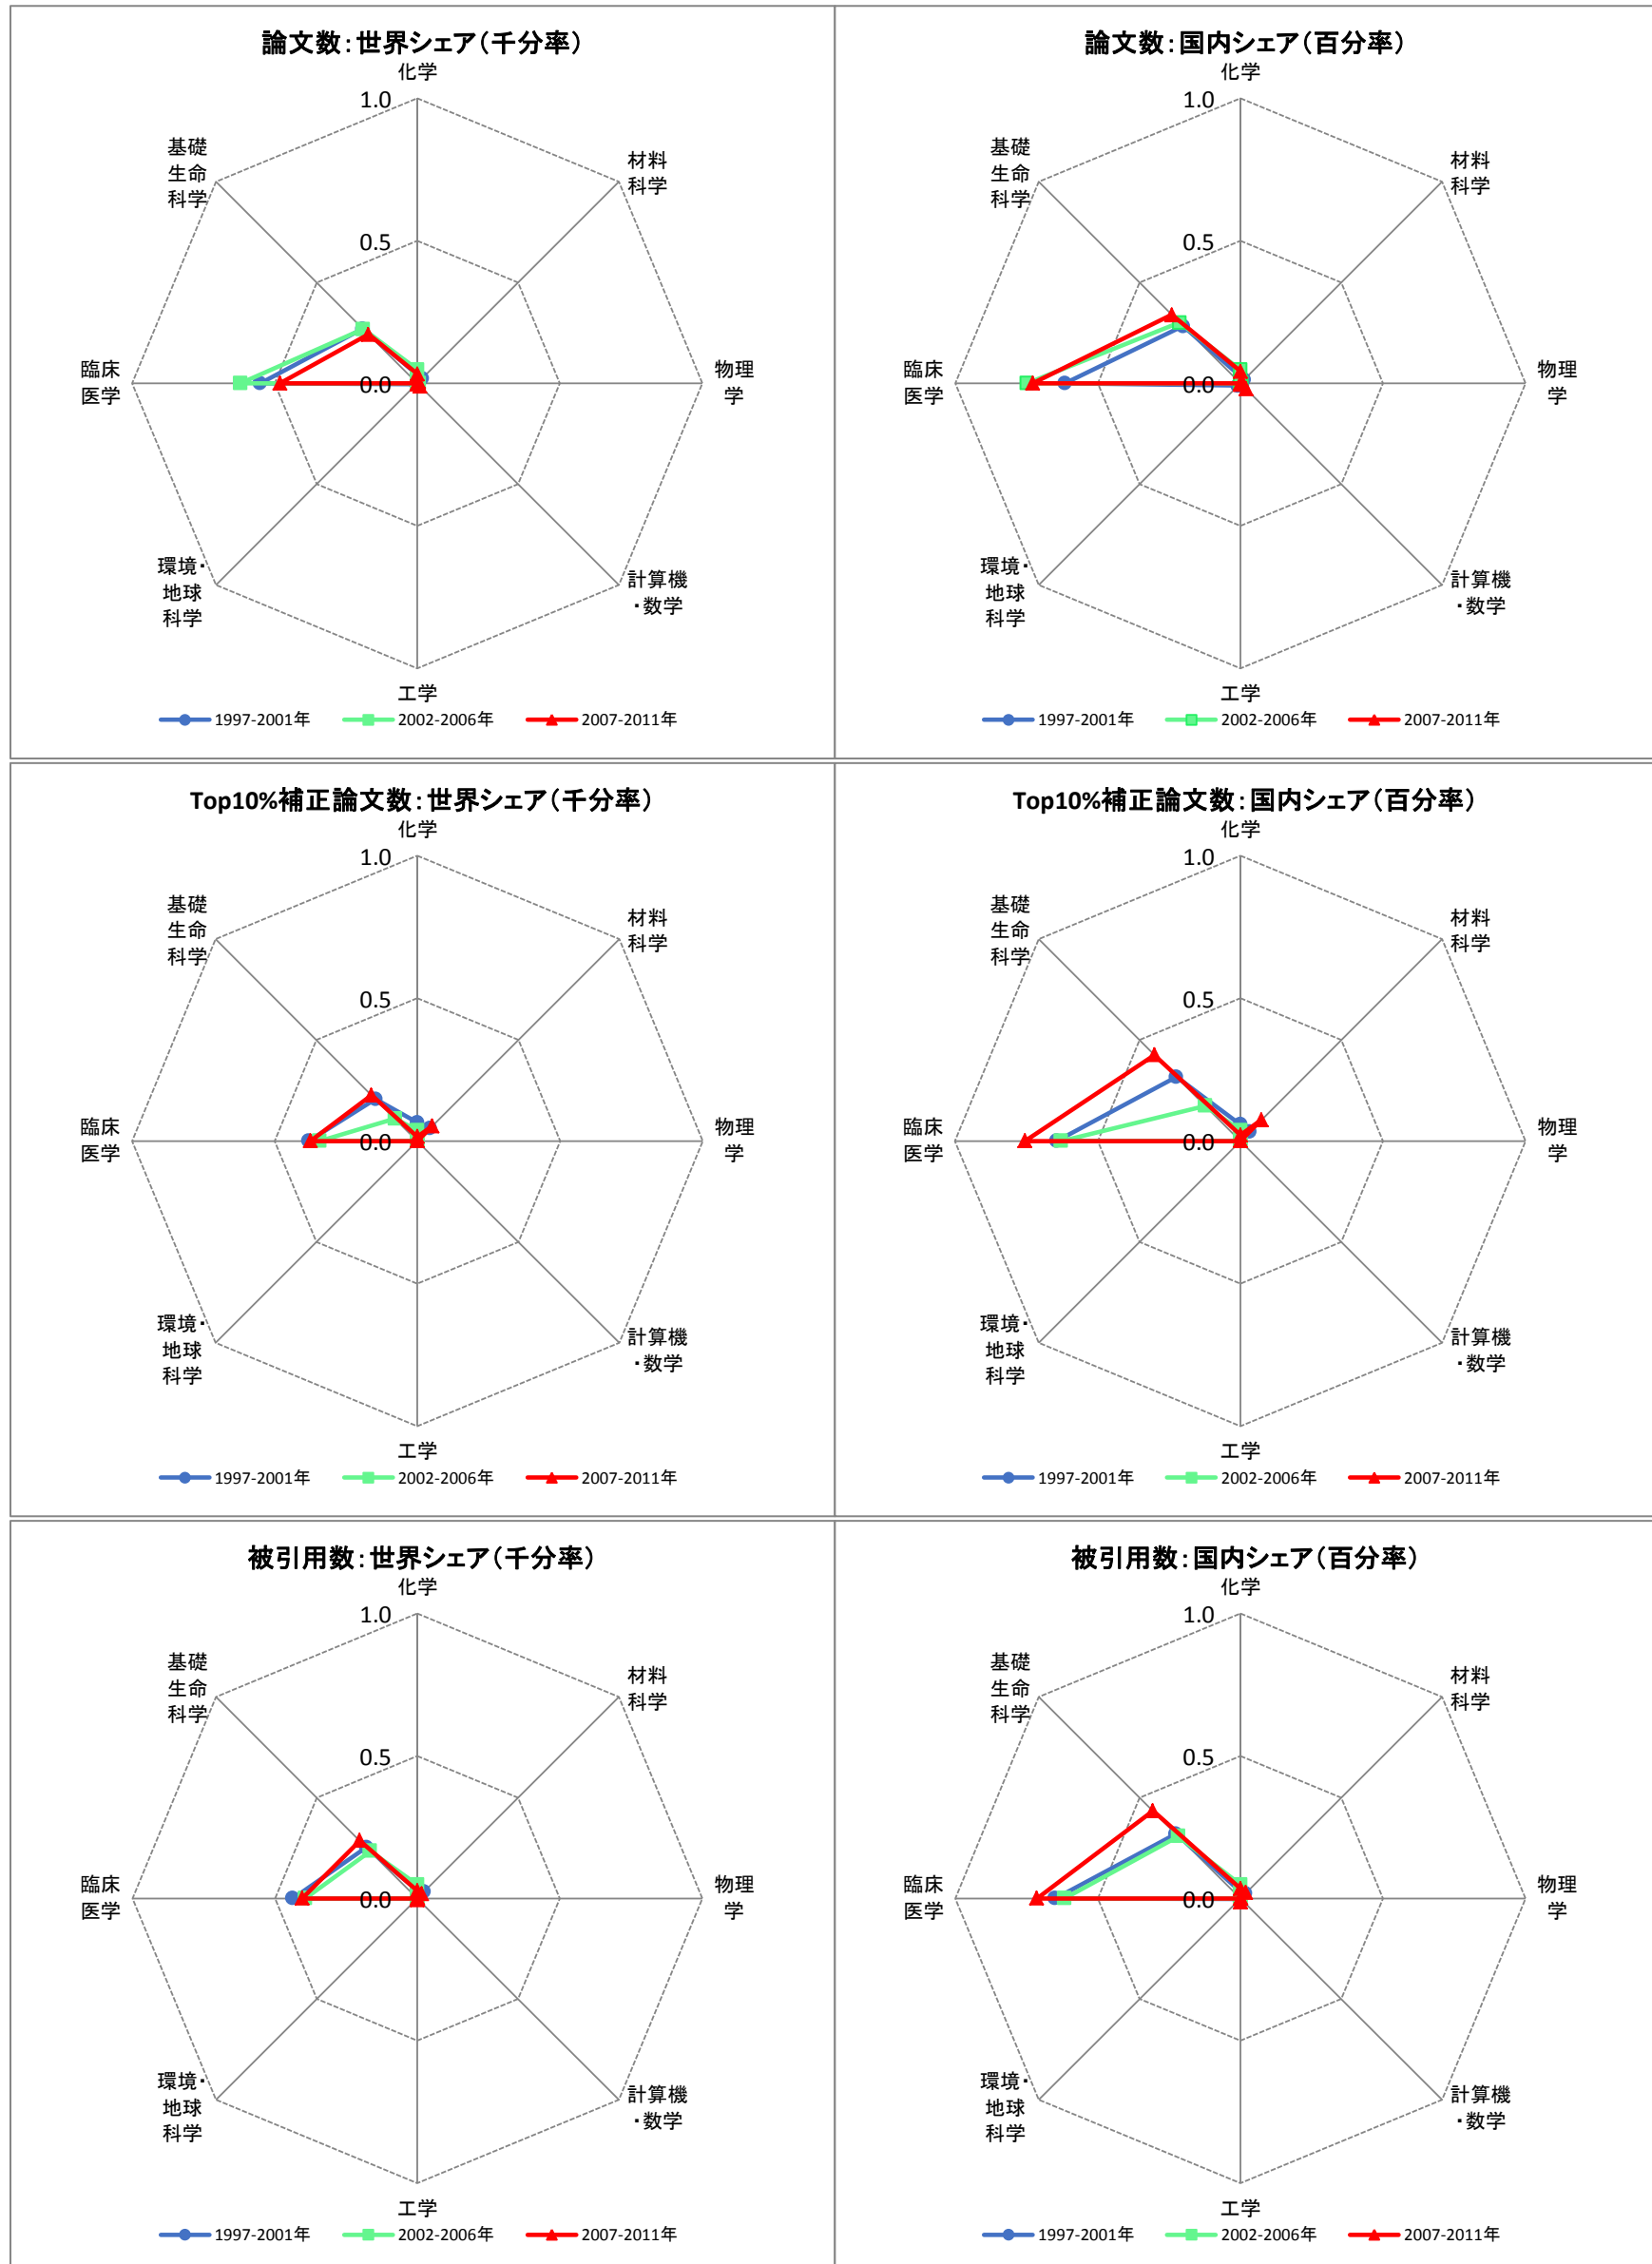 論文数：世界シェア（千分率）
化学
1.0
基礎
生命
科学
材料
科学
0.5
臨床
医学
0.0
物理
学
環境・
地球
科学
計算機
・数学
工学
1997-2001年
2002-2006年
2007-2011年
論文数：国内シェア（百分率）
化学
1.0
基礎
生命
科学
材料
科学
0.5
臨床
医学
0.0
物理
学
環境・
地球
科学
計算機
・数学
工学
1997-2001年
2002-2006年
2007-2011年
Top10%補正論文数：世界シェア（千分率）
化学
1.0
基礎
生命
科学
材料
科学
0.5
臨床
医学
0.0
物理
学
環境・
地球
科学
計算機
・数学
工学
1997-2001年
2002-2006年
2007-2011年
Top10%補正論文数：国内シェア（百分率）
化学
1.0
基礎
生命
科学
材料
科学
0.5
臨床
医学
0.0
物理
学
環境・
地球
科学
計算機
・数学
工学
1997-2001年
2002-2006年
2007-2011年
被引用数：世界シェア（千分率）
化学
1.0
基礎
生命
科学
材料
科学
0.5
臨床
医学
0.0
物理
学
環境・
地球
科学
計算機
・数学
工学
1997-2001年
2002-2006年
2007-2011年
被引用数：国内シェア（百分率）
化学
1.0
基礎
生命
科学
材料
科学
0.5
臨床
医学
0.0
物理
学
環境・
地球
科学
計算機
・数学
工学
1997-2001年
2002-2006年
2007-2011年